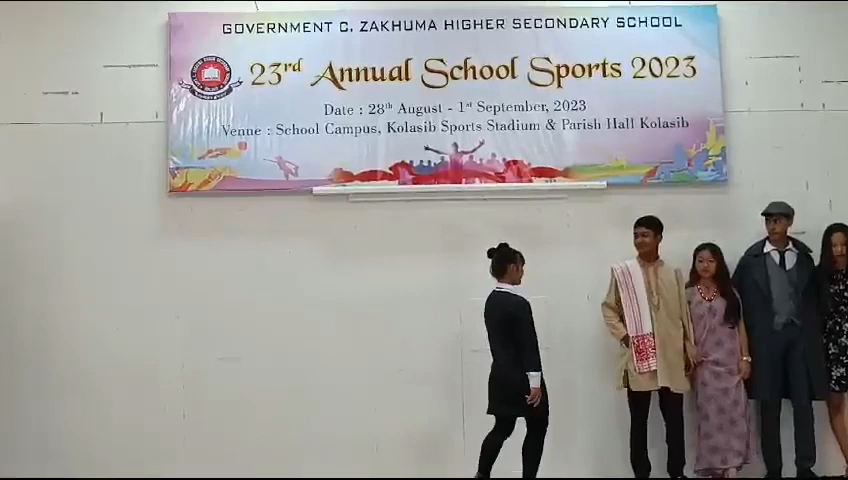 GOVERNMENT C. ZAKHUMA HIGHER SECONDARY SCHOOL
23rd Annual School Sports 2023
Date : 28th August - 1st September, 2023
Venue : School Campus, Kolasib Sports Stadium & Parish Hall Kolasib